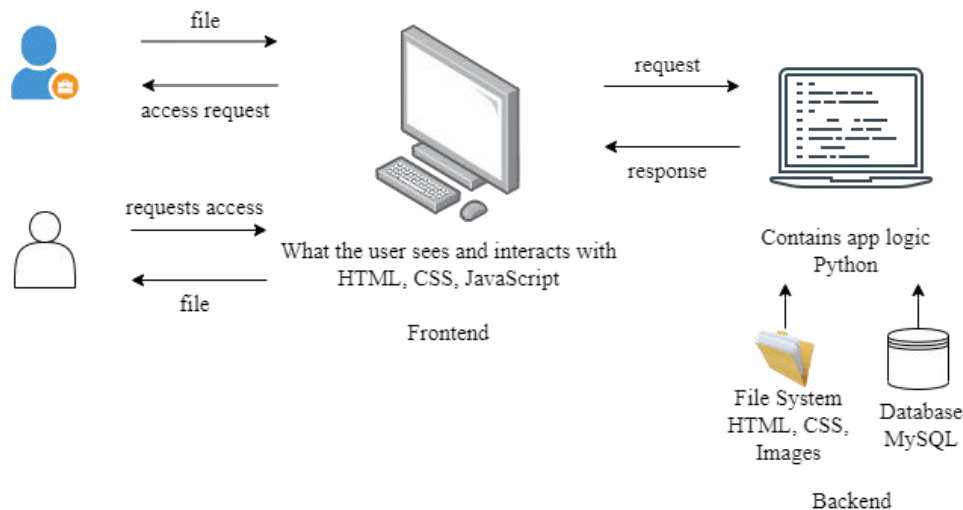 file
access request
requests access
file
What the user sees and interacts with
HTML, CSS, JavaScript
Frontend
request
response
Contains app logic
Python
File System
HTML, CSS,
Images
Database
MySQL
Backend